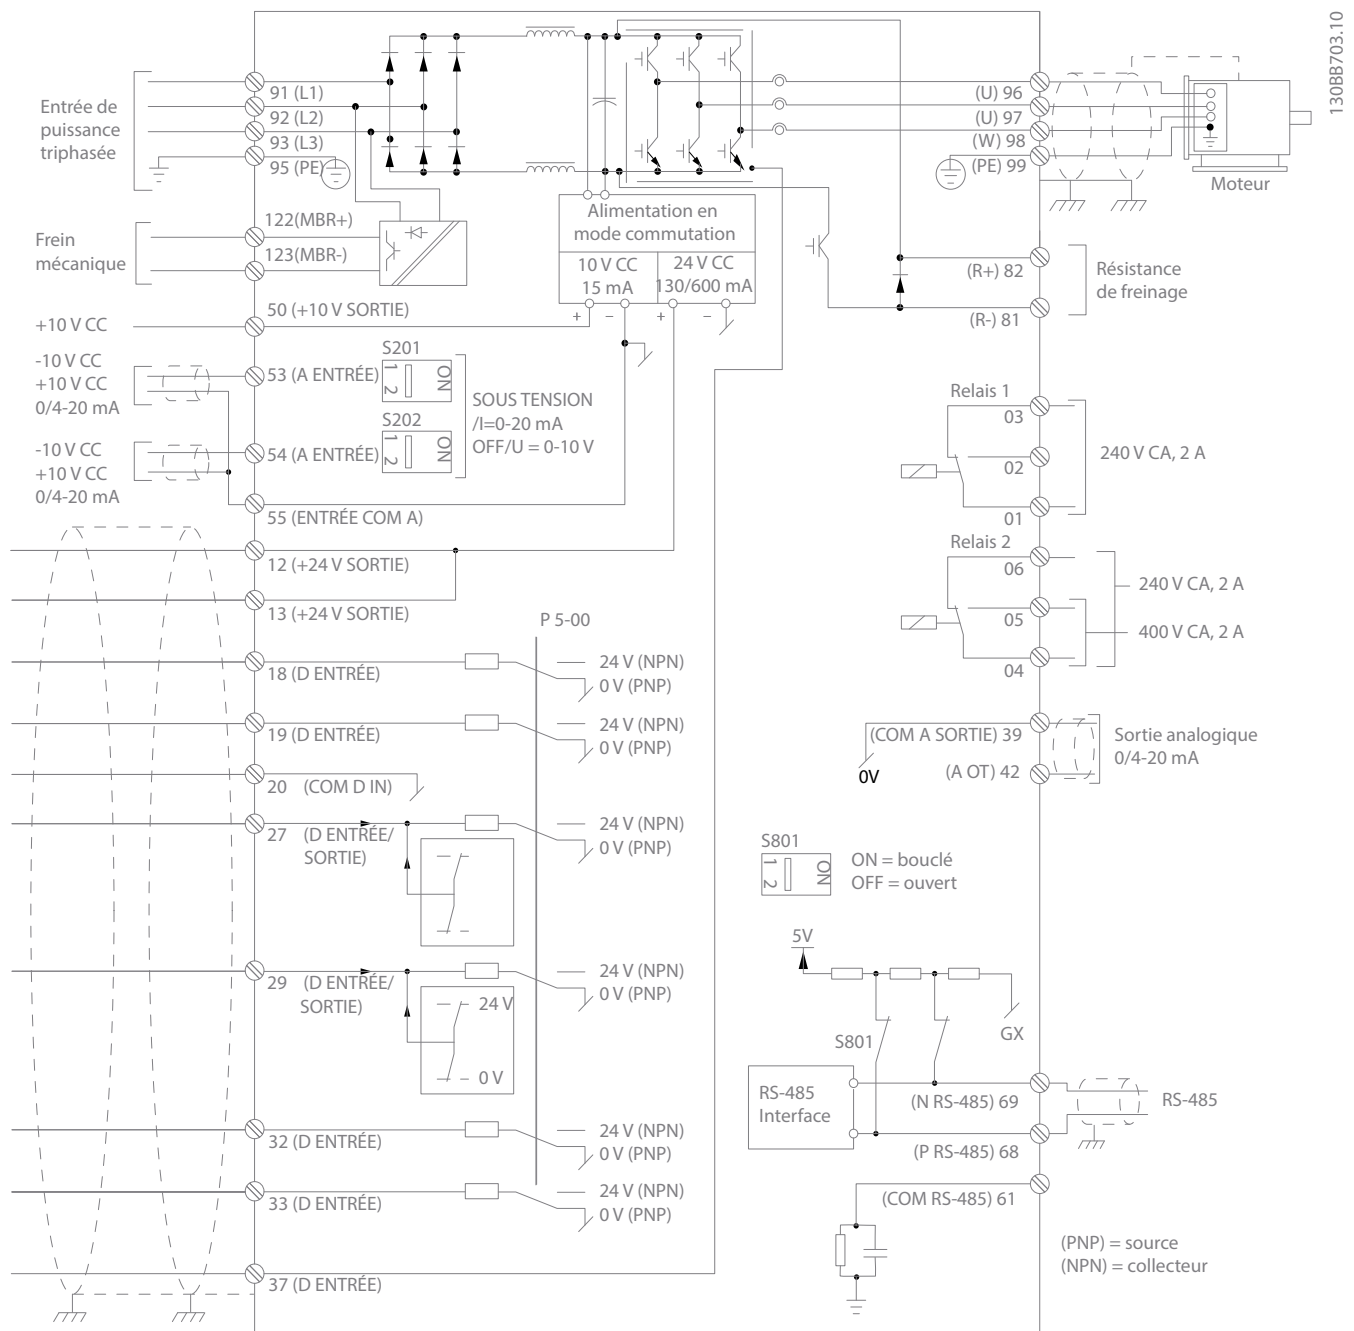 130BB703.10
Entrée de
puissance
triphasée
91 (L1)
92 (L2)
93 (L3)
95 (PE)
(U) 96
(U) 97
(W) 98
(PE) 99
Moteur
Frein
mécanique
122(MBR+)
123(MBR-)
Alimentation en
mode commutation
10 V CC
15 mA
24 V CC
130/600 mA
+ - + -
(R+) 82
(R-) 81
Résistance
de freinage
+10 V CC
50 (+10 V SORTIE)
-10 V CC
+10 V CC
0/4-20 mA
53 (A ENTRÉE)
S201
1 2 ON
S202
1 2 ON
SOUS TENSION
/I=0-20 mA
OFF/U = 0-10 V
-10 V CC
+10 V CC
0/4-20 mA
54 (A ENTRÉE)
55 (ENTRÉE COM A)
12 (+24 V SORTIE)
13 (+24 V SORTIE)
Relais 1
03
02
01
240 V CA, 2 A
Relais 2
06
05
04
240 V CA, 2 A
400 V CA, 2 A
P 5-00
18 (D ENTRÉE)
24 V (NPN)
0 V (PNP)
19 (D ENTRÉE)
24 V (NPN)
0 V (PNP)
20 (COM D IN)
27 (D ENTRÉE/
SORTIE)
24 V (NPN)
0 V (PNP)
29 (D ENTRÉE/
SORTIE)
24 V (NPN)
0 V (PNP)
24 V
0 V
32 (D ENTRÉE)
24 V (NPN)
0 V (PNP)
33 (D ENTRÉE)
24 V (NPN)
0 V (PNP)
37 (D ENTRÉE)
(COM A SORTIE) 39
0V
(A OT) 42
Sortie analogique
0/4-20 mA
S801
1 2 ON
ON = bouclé
OFF = ouvert
5V
GX
S801
RS-485
Interface
(N RS-485) 69
(P RS-485) 68
RS-485
(COM RS-485) 61
(PNP) = source
(NPN) = collecteur